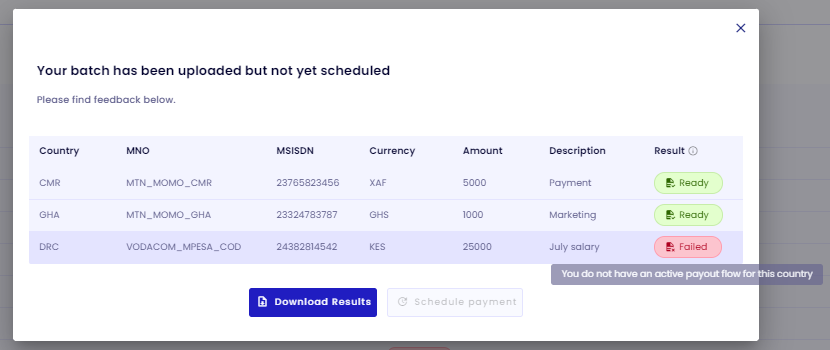 Your batch has been uploaded but not yet scheduled
Please find feedback below.
Country MNO MSISDN Currency Amount Description Result
CMR MTN_MOMO_CMR 23765823456 XAF 5000 Payment Ready
GHA MTN_MOMO_GHA 23324783787 GHS 1000 Marketing Ready
DRC VODACOM_MPESA_COD 24382814542 KES 25000 July salary Failed
You do not have an active payout flow for this country
Download Results Schedule payment